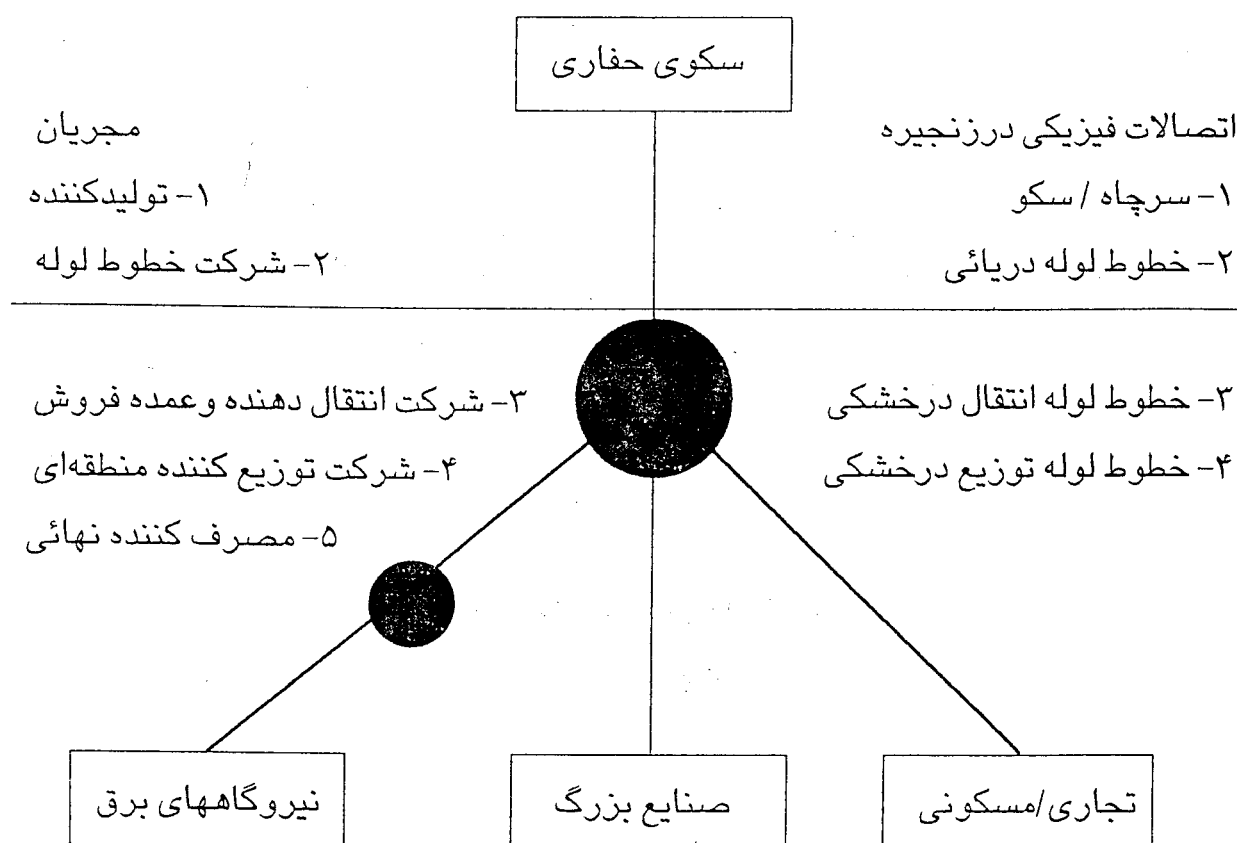 سکوی حفاری
اتصالات فیزیکی درزنجیره
۱- سرچاه / سکو
۲- خطوط لوله دریائی
مجریان
۱- تولیدکننده
۲- شرکت خطوط لوله
۳- خطوط لوله انتقال درخشکی
۴- خطوط لوله توزیع درخشکی
۳- شرکت انتقال دهنده وعمده فروش
۴- شرکت توزیع کننده منطقه‌ای
۵- مصرف کننده نهائی
تجاری/مسکونی
صنایع بزرگ
نیروگاههای برق